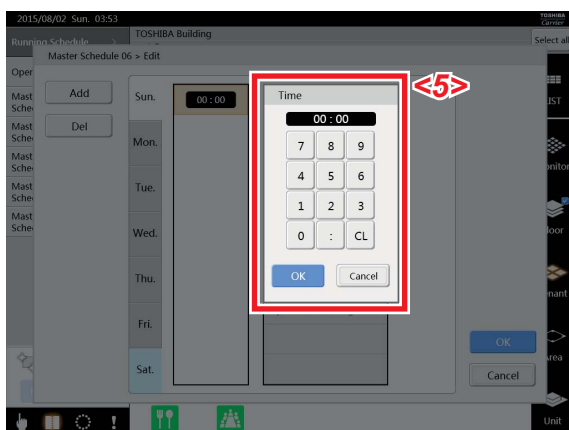 2015/08/02 Sun. 03:53
TOSHIBA
Carrier
Running Schedule >
TOSHIBA Building
Select all
Master Schedule 06 > Edit
Oper
Add
Del
Mast
Sche
Mast
Sche
Mast
Sche
Mast
Sche
Mast
Sche
Sun.
Mon.
Tue.
Wed.
Thu.
Fri.
Sat.
00 : 00
<5>
Time
00 : 00
7 8 9
4 5 6
1 2 3
0 : CL
OK Cancel
OK
Cancel
IST
onitor
loor
nant
rea
Unit
!